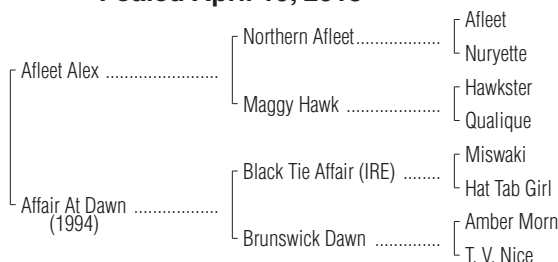 Foaled April
Afleet
Northern Afleet
Nuryette
Afleet Alex
Hawkster
Maggy Hawk
Qualique
Miswaki
Black Tie Affair (IRE)
Hat Tab Girl
Affair At Dawn
(1994)
Amber Morn
Brunswick Dawn
T. V. Nice